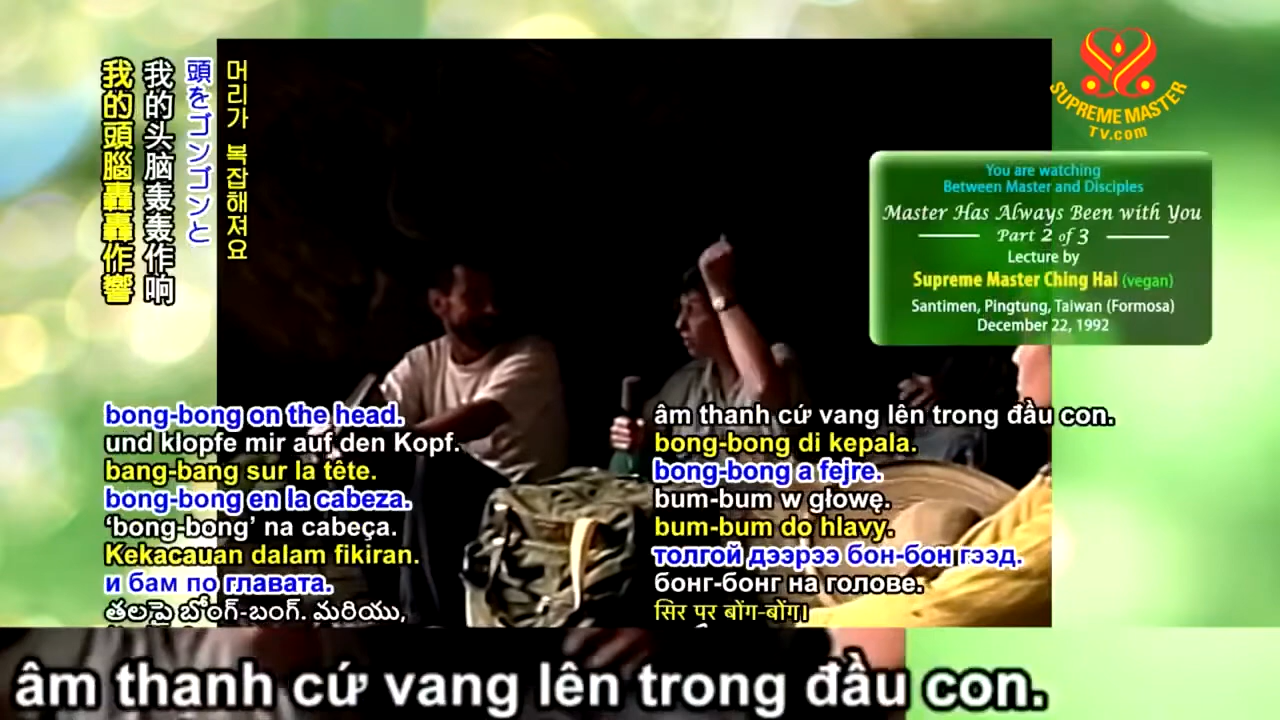 我的頭腦轟轟作響
我的头脑轰轰作响
頭をゴンゴンと
머리가 복잡해져요
SUPREME MASTER
TV.com
You are watching
Between Master and Disciples
Master Has Always Been with You
Part 2 of 3
Lecture by
Supreme Master Ching Hai (vegan)
Santimen, Pingtung, Taiwan (Formosa)
December 22, 1992
bong-bong on the head.
und klopfe mir auf den Kopf.
bang-bang sur la tête.
bong-bong en la cabeza.
‘bong-bong’ na cabeça.
Kekacauan dalam fikiran.
и бам по главата.
తలపై బోంగ్-బంగ్. మరియు,
âm thanh cứ vang lên trong đầu con.
bong-bong di kepala.
bong-bong a fejre.
bum-bum w głowę.
bum-bum do hlavy.
толгой дээрээ бон-бон гээд.
бонг-бонг на голове.
सिर पर बोंग-बोंग।
âm thanh cứ vang lên trong đầu con.